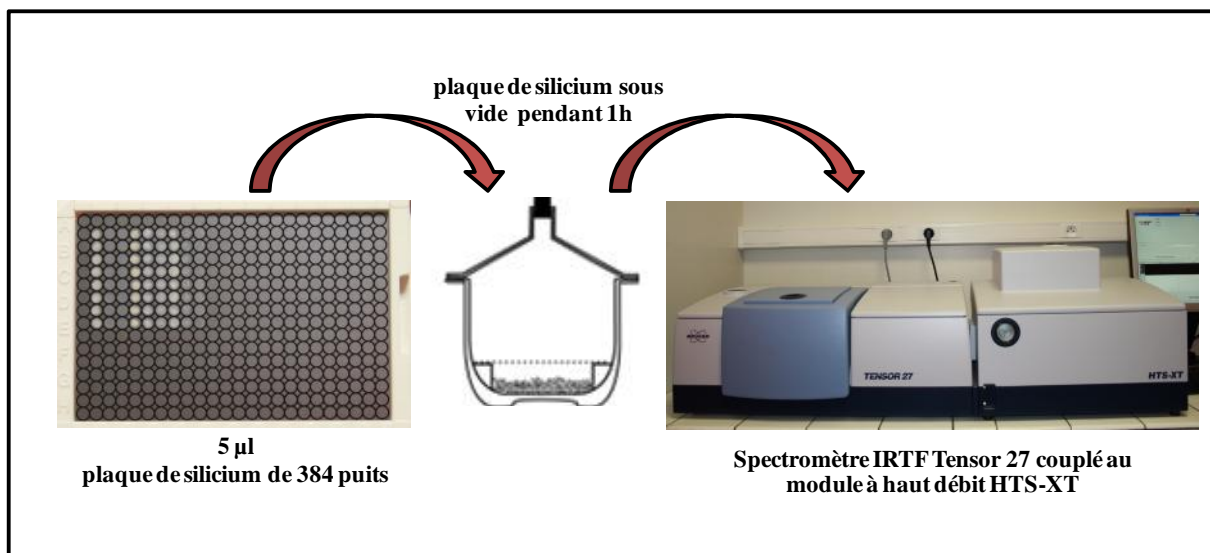 plaque de silicium sous
vide pendant 1h
5 µl
plaque de silicium de 384 puits
TENSOR 27
HTS-XT
Spectromètre IRTF Tensor 27 couplé au
module à haut débit HTS-XT